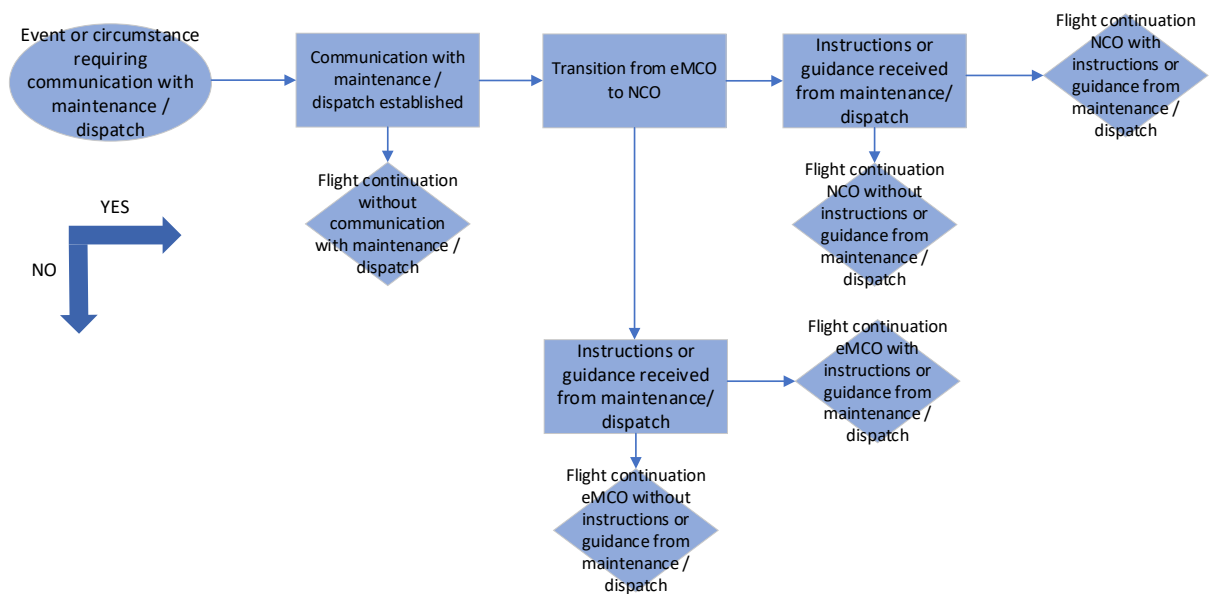 Event or circumstance
requiring
communication with
maintenance /
dispatch
Communication with
maintenance /
dispatch established
Transition from eMCO
to NCO
Instructions or
guidance received
from maintenance/
dispatch
Flight continuation
NCO with
instructions or
guidance from
maintenance /
dispatch
Flight continuation
without
communication
with maintenance /
dispatch
Flight continuation
NCO without
instructions or
guidance from
maintenance /
dispatch
YES
NO
Instructions or
guidance received
from maintenance/
dispatch
Flight continuation
eMCO with
instructions or
guidance from
maintenance /
dispatch
Flight continuation
eMCO without
instructions or
guidance from
maintenance /
dispatch